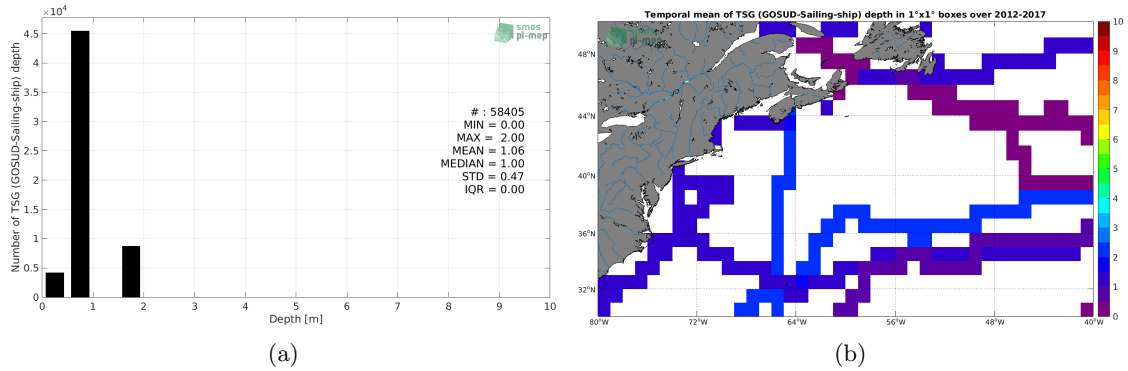 ×10⁴
4.5
4
3.5
3
2.5
2
1.5
1
0.5
0
Number of TSG (GOSUD-Sailing-ship) depth
smos
pi-mep
# : 58405
MIN = 0.00
MAX = 2.00
MEAN = 1.06
MEDIAN = 1.00
STD = 0.47
IQR = 0.00
0 1 2 3 4 5 6 7 8 9 10
Depth [m]
(a)
Temporal mean of TSG (GOSUD-Sailing-ship) depth in 1°x1° boxes over 2012-2017
smos
pi-mep
48°N
44°N
40°N
36°N
32°N
80°W 72°W 64°W 56°W 48°W 40°W
10
9
8
7
6
5
4
3
2
1
0
(b)